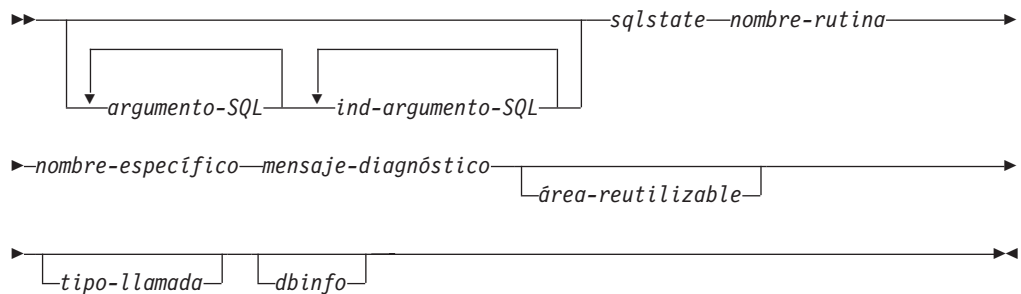 sqlstate nombre-rutina
argumento-SQL ind-argumento-SQL
nombre-específico mensaje-diagnóstico
área-reutilizable
tipo-llamada dbinfo